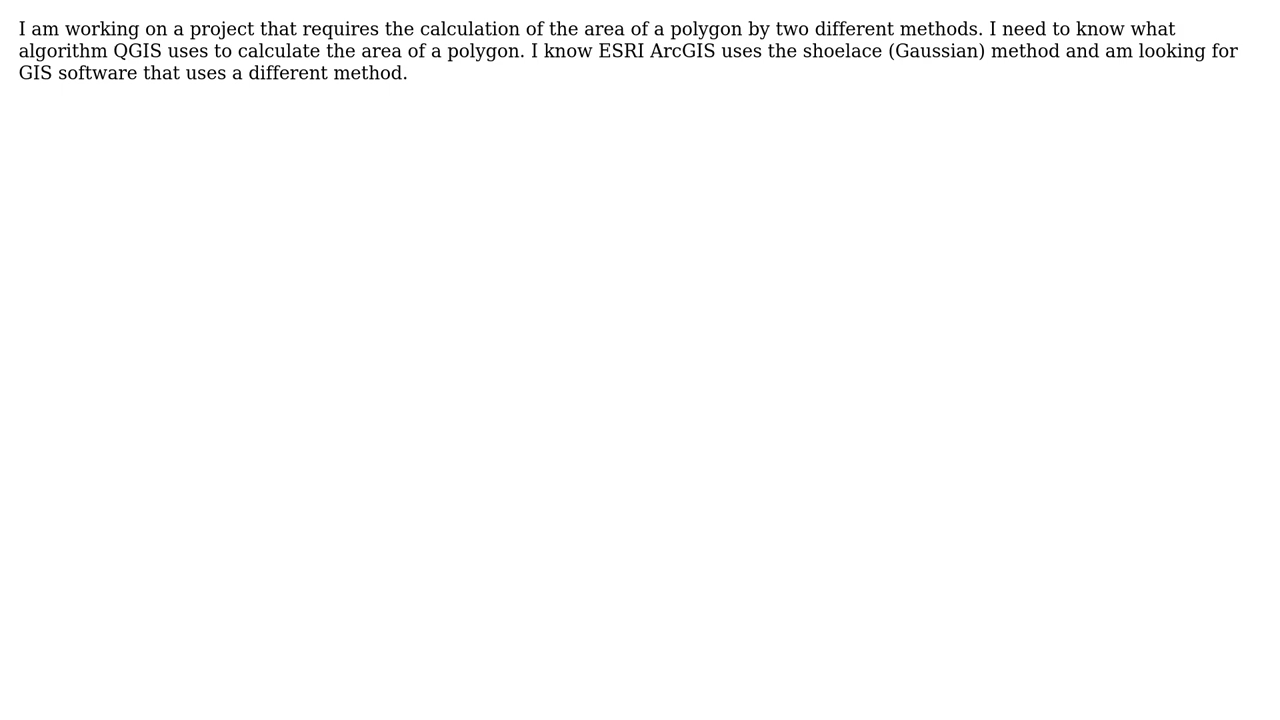 I am working on a project that requires the calculation of the area of a polygon by two different methods. I need to know what
algorithm QGIS uses to calculate the area of a polygon. I know ESRI ArcGIS uses the shoelace (Gaussian) method and am looking for
GIS software that uses a different method.